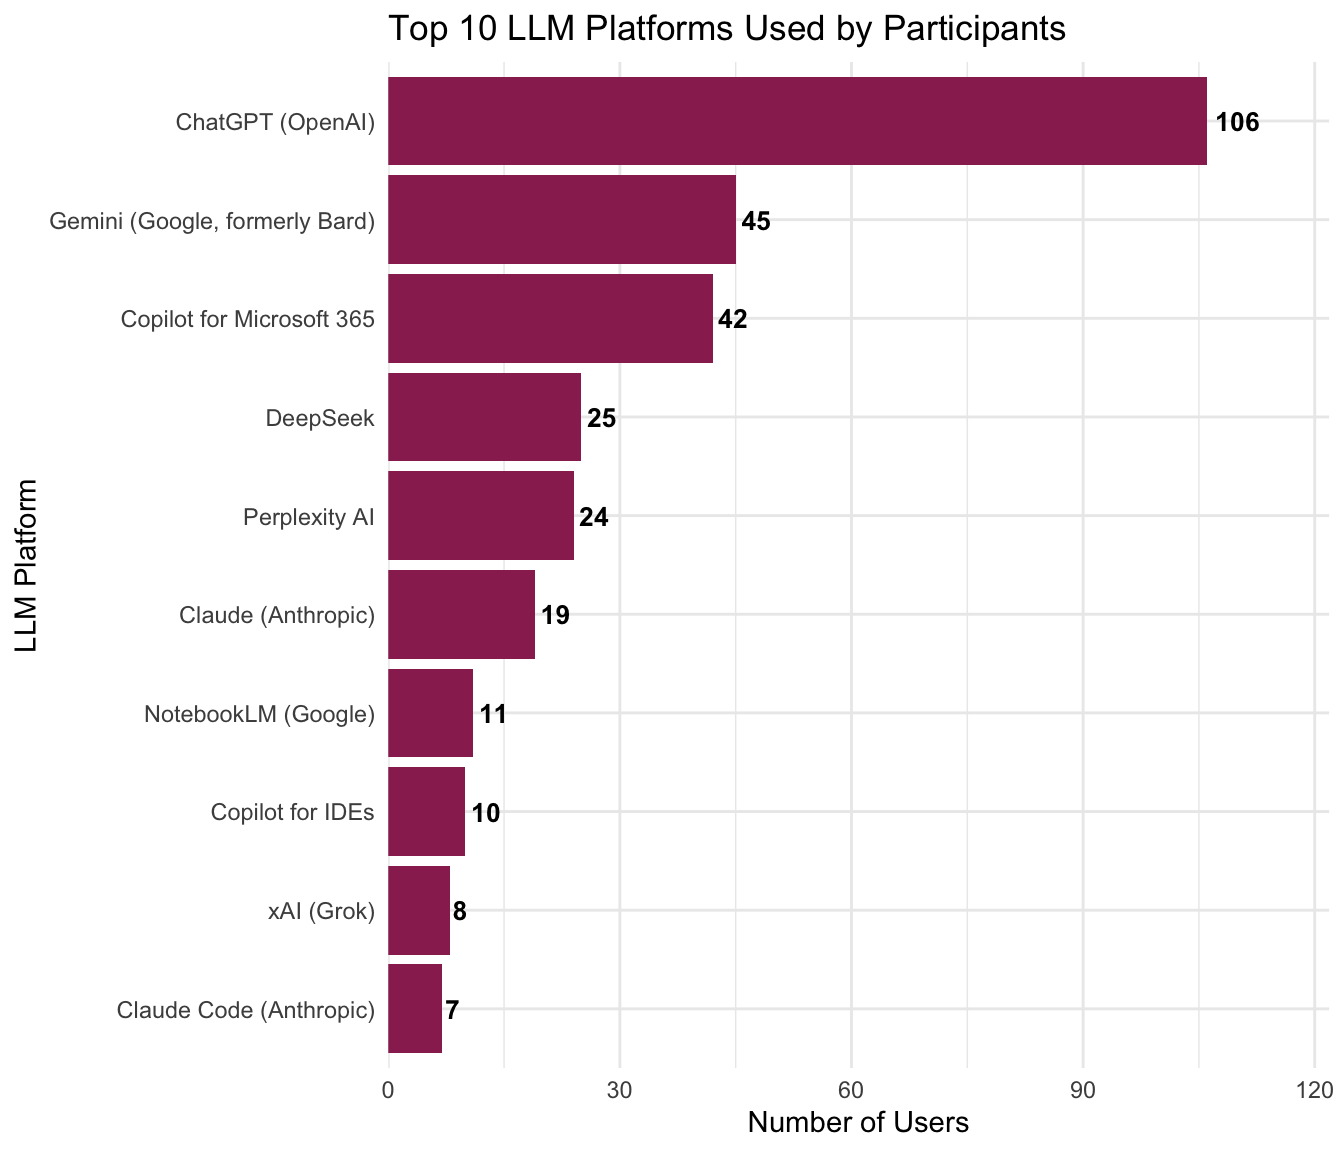 Top 10 LLM Platforms Used by Participants
LLM Platform
ChatGPT (OpenAI) 106
Gemini (Google, formerly Bard) 45
Copilot for Microsoft 365 42
DeepSeek 25
Perplexity AI 24
Claude (Anthropic) 19
NotebookLM (Google) 11
Copilot for IDEs 10
xAI (Grok) 8
Claude Code (Anthropic) 7
0 30 60 90 120
Number of Users